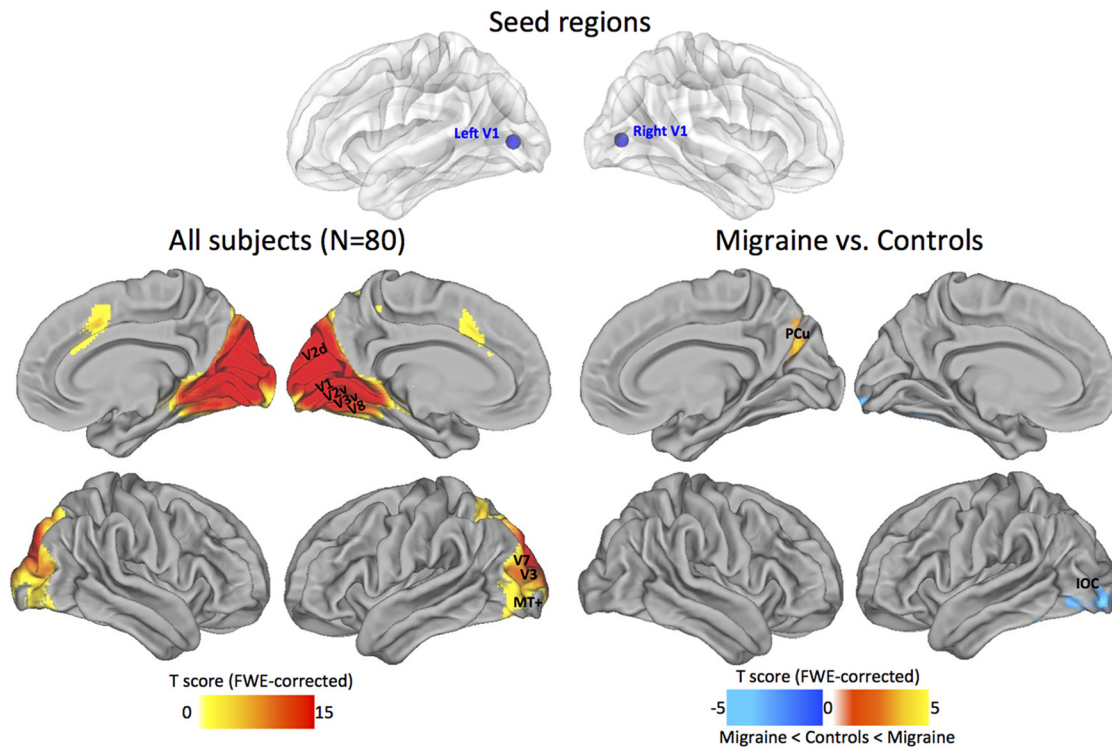 Seed regions
Left V1
Right V1
All subjects (N=80)
Migraine vs. Controls
V2d
V1
V2v
V3v
V8
PCu
V7
V3
MT+
IOC
T score (FWE-corrected)
0
15
T score (FWE-corrected)
-5
0
5
Migraine < Controls < Migraine